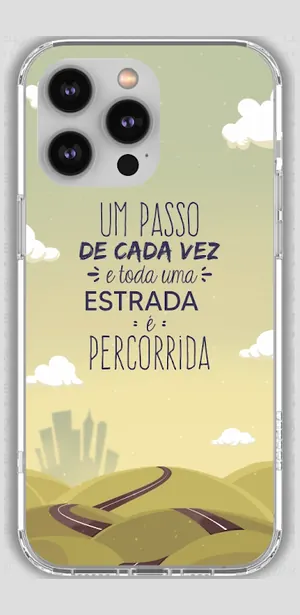 UM PASSO
DE CADA VEZ
e toda uma
ESTRADA
: é :
PERCORRIDA